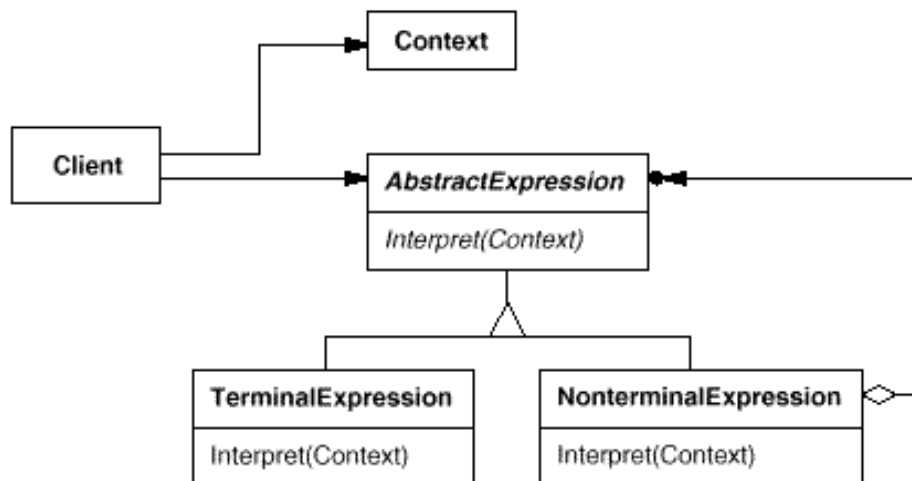 Context
Client
AbstractExpression
Interpret(Context)
TerminalExpression
Interpret(Context)
NonterminalExpression
Interpret(Context)